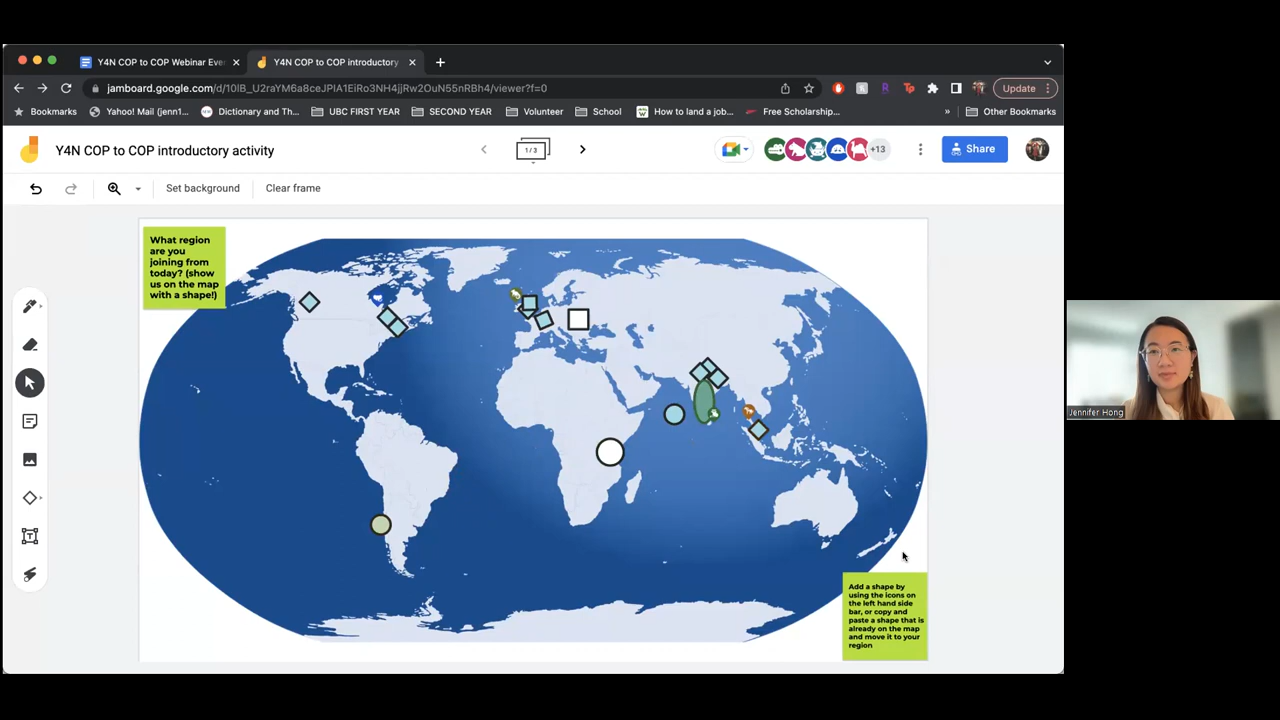 Y4N COP to COP Webinar Eve
Y4N COP to COP introductory
jamboard.google.com/d/10IB_U2raYM6a8ceJPIA1EiRo3NH4jjRw2OuN55nRBh4/viewer?f=0
Update
Bookmarks
Yahoo! Mail (jenn1...
Dictionary and Th...
UBC FIRST YEAR
SECOND YEAR
Volunteer
School
How to land a job...
Free Scholarship...
»
Other Bookmarks
Y4N COP to COP introductory activity
1/3
+13
Share
Set background
Clear frame
What region
are you
joining from
today? (show
us on the map
with a shape!)
Add a shape by
using the icons on
the left hand side
bar, or copy and
paste a shape that is
already on the map
and move it to your
region
Jennifer Hong